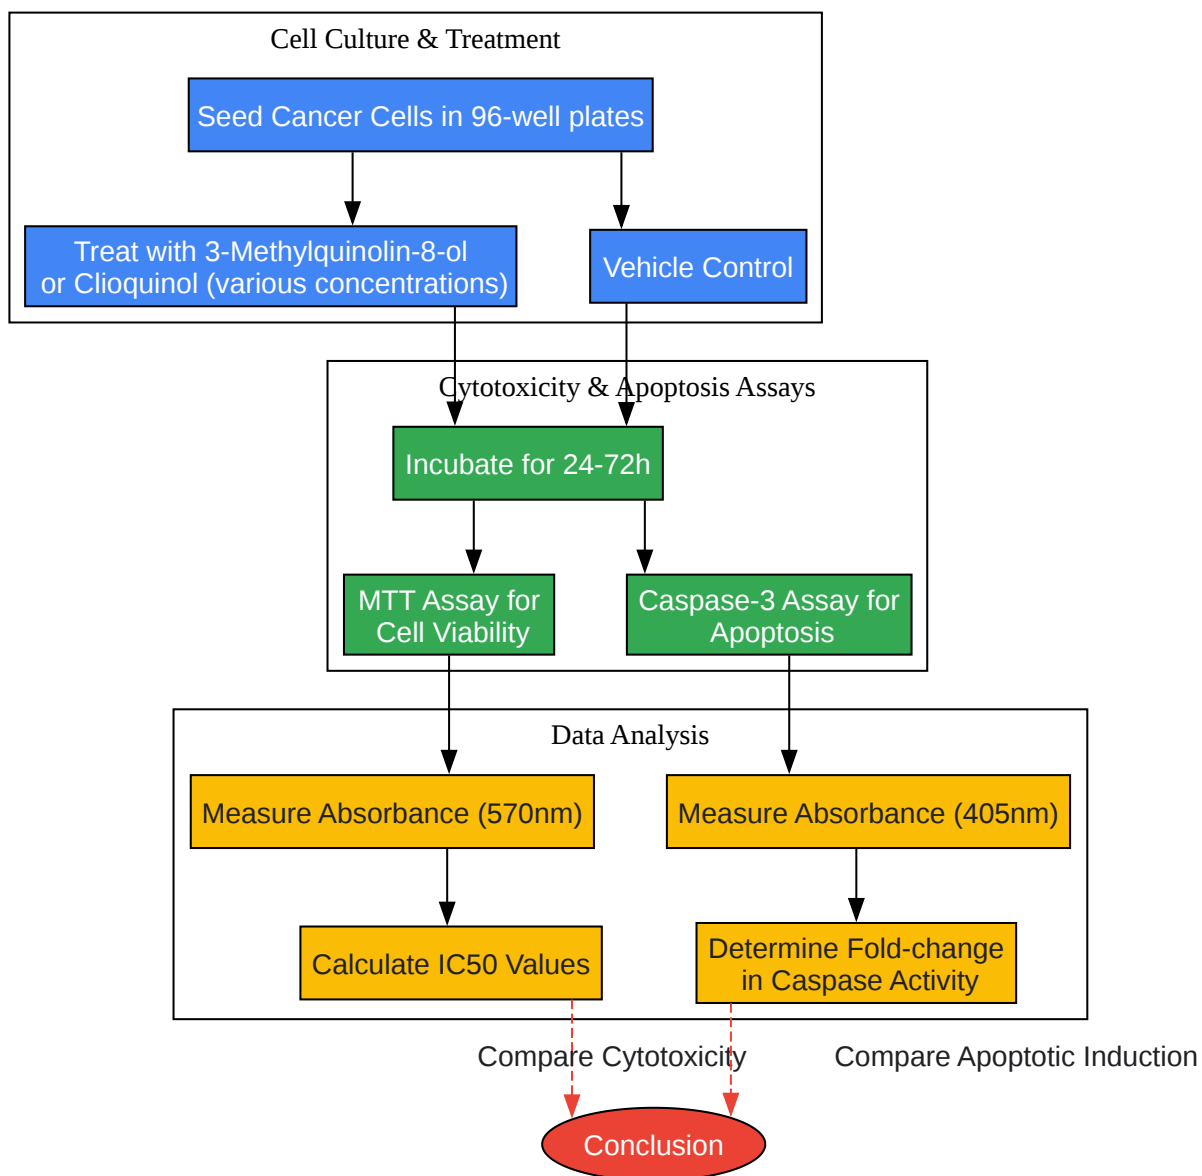 Cell Culture & Treatment
Seed Cancer Cells in 96-well plates
Treat with 3-Methylquinolin-8-ol
or Clioquinol (various concentrations)
Vehicle Control
Cytotoxicity & Apoptosis Assays
Incubate for 24-72h
MTT Assay for
Cell Viability
Caspase-3 Assay for
Apoptosis
Data Analysis
Measure Absorbance (570nm)
Measure Absorbance (405nm)
Calculate IC50 Values
Determine Fold-change
in Caspase Activity
Compare Cytotoxicity
Compare Apoptotic Induction
Conclusion